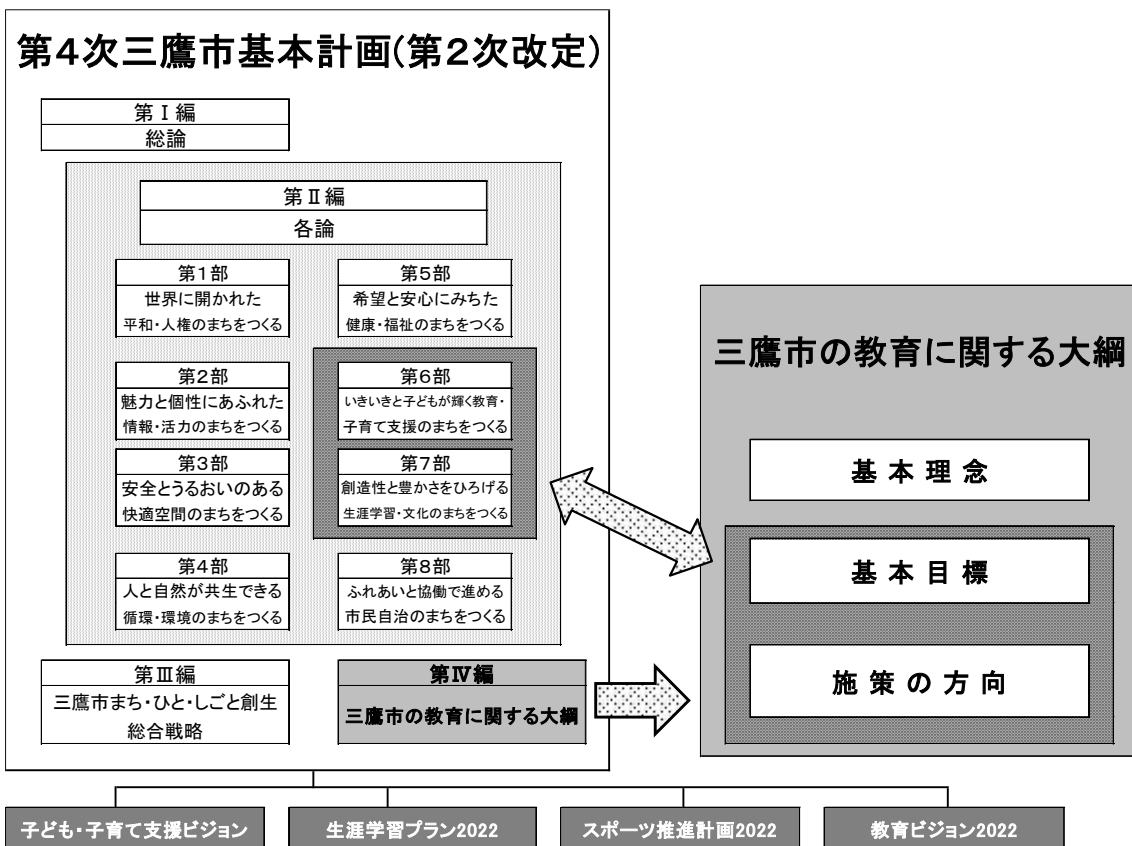 第4次三鷹市基本計画(第2次改定)
第Ⅰ編
総論
第Ⅱ編
各論
第1部
世界に開かれた
平和・人権のまちをつくる
第2部
魅力と個性にあふれた
情報・活力のまちをつくる
第3部
安全とうるおいのある
快適空間のまちをつくる
第4部
人と自然が共生できる
循環・環境のまちをつくる
第5部
希望と安心にみちた
健康・福祉のまちをつくる
第6部
いきいきと子どもが輝く教育・
子育て支援のまちをつくる
第7部
創造性と豊かさをひろげる
生涯学習・文化のまちをつくる
第8部
ふれあいと協働で進める
市民自治のまちをつくる
第Ⅲ編
三鷹市まち・ひと・しごと創生
総合戦略
第Ⅳ編
三鷹市の教育に関する大綱
三鷹市の教育に関する大綱
基本理念
基本目標
施策の方向
子ども・子育て支援ビジョン
生涯学習プラン2022
スポーツ推進計画2022
教育ビジョン2022